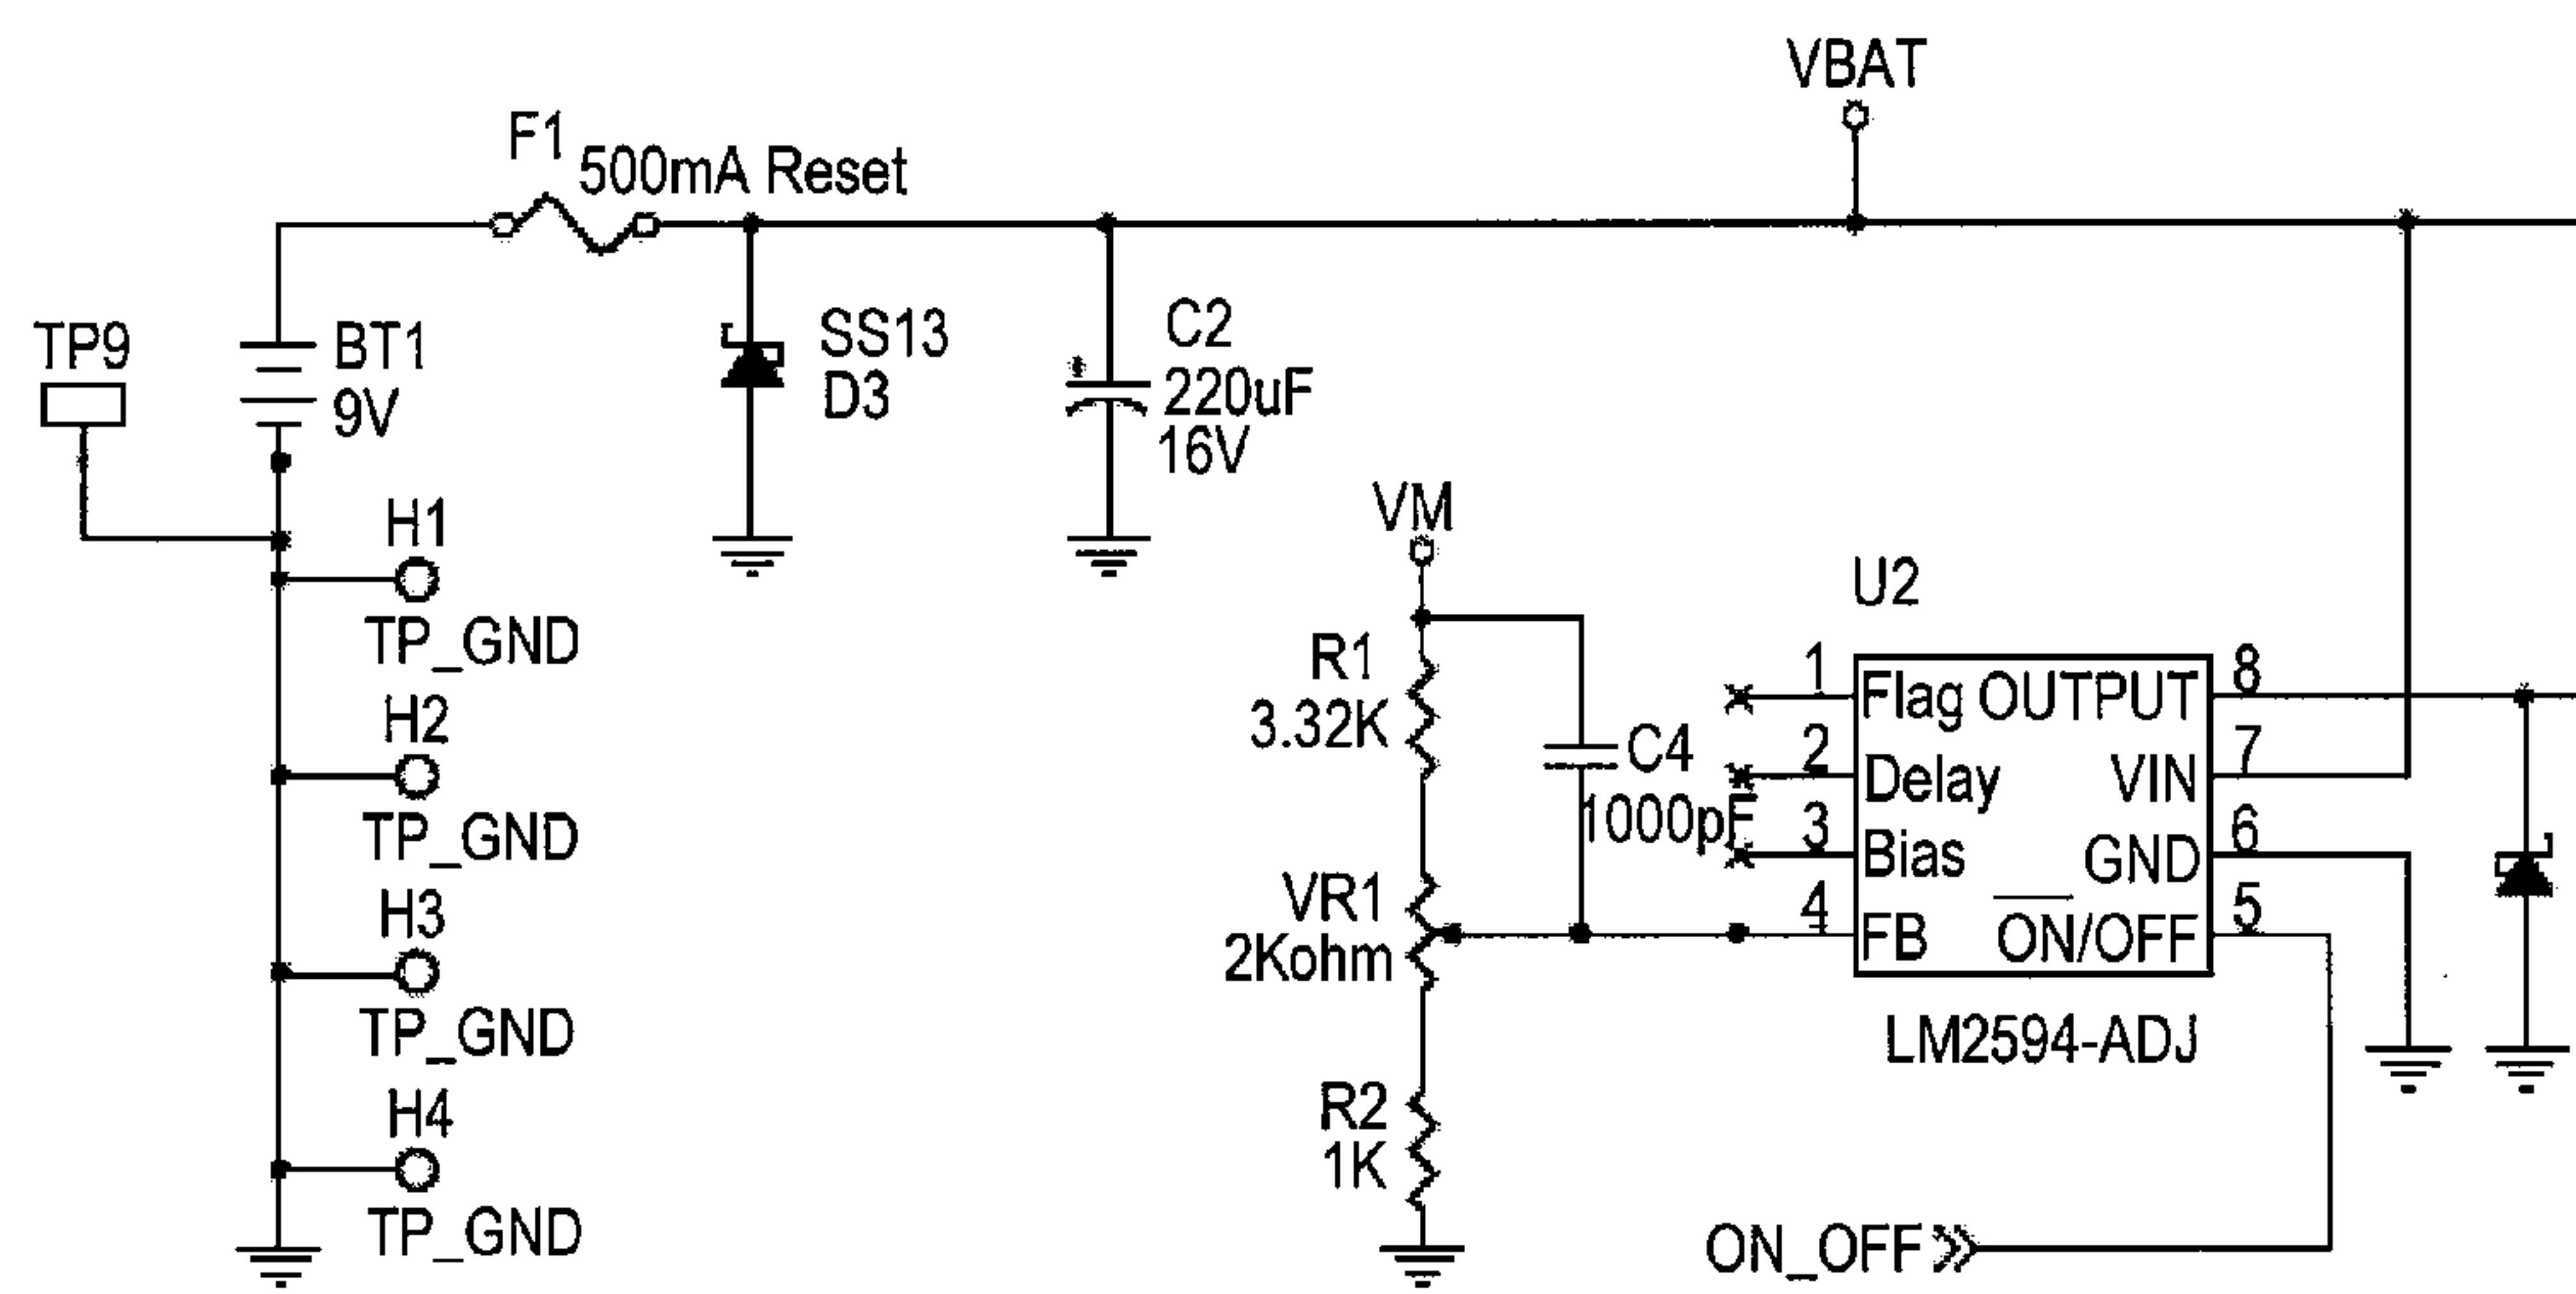 VBAT
F1
500mA Reset
TP9
BT1
9V
SS13
D3
C2
220uF
16V
H1
TP_GND
H2
TP_GND
H3
TP_GND
H4
TP_GND
VM
R1
3.32K
C4
1000pF
VR1
2Kohm
R2
1K
U2
1 Flag OUTPUT 8
2 Delay VIN 7
3 Bias GND 6
4 FB ON/OFF 5
LM2594-ADJ
ON_OFF